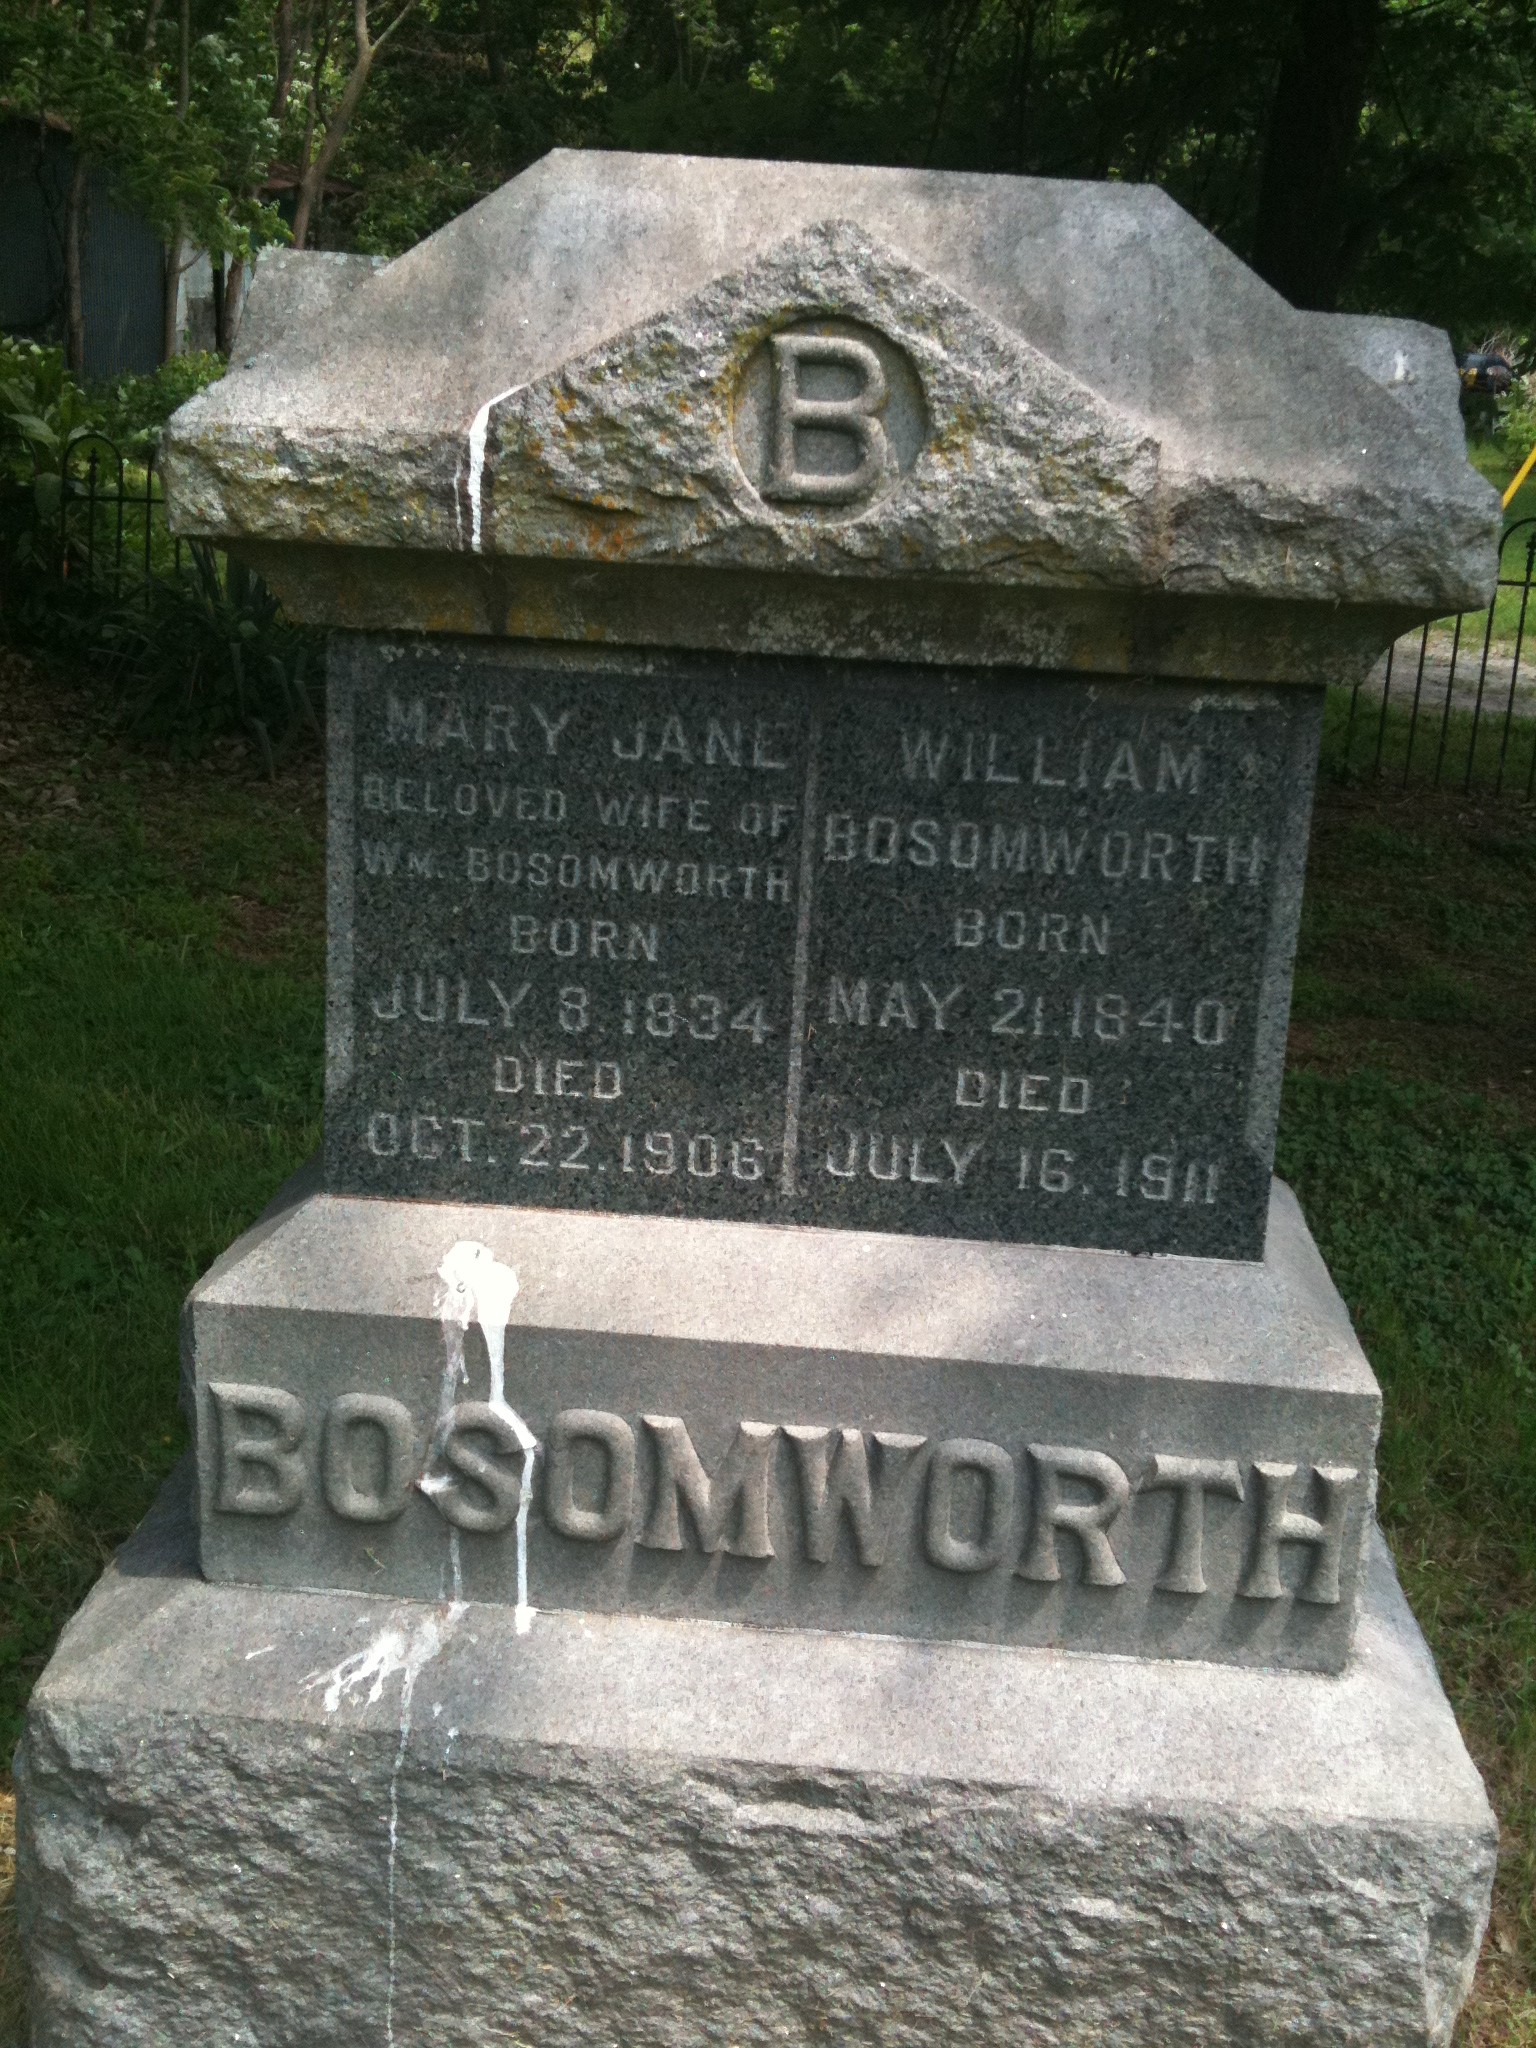 B
MARY JANE
BELOVED WIFE OF
WM. BOSOMWORTH
BORN
JULY 8. 1834
DIED
OCT. 22. 1906
WILLIAM
BOSOMWORTH
BORN
MAY 21. 1840
DIED
JULY 16. 1911
BOSOMWORTH